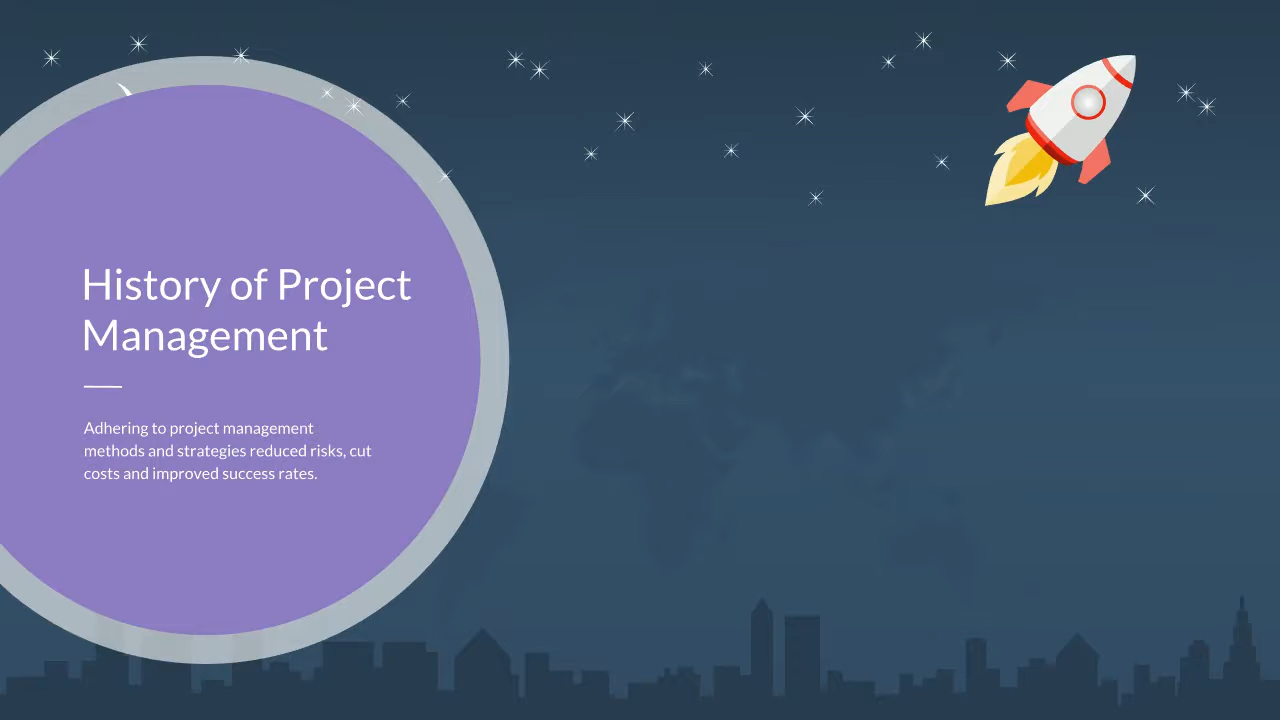 History of Project
Management
Adhering to project management
methods and strategies reduced risks, cut
costs and improved success rates.